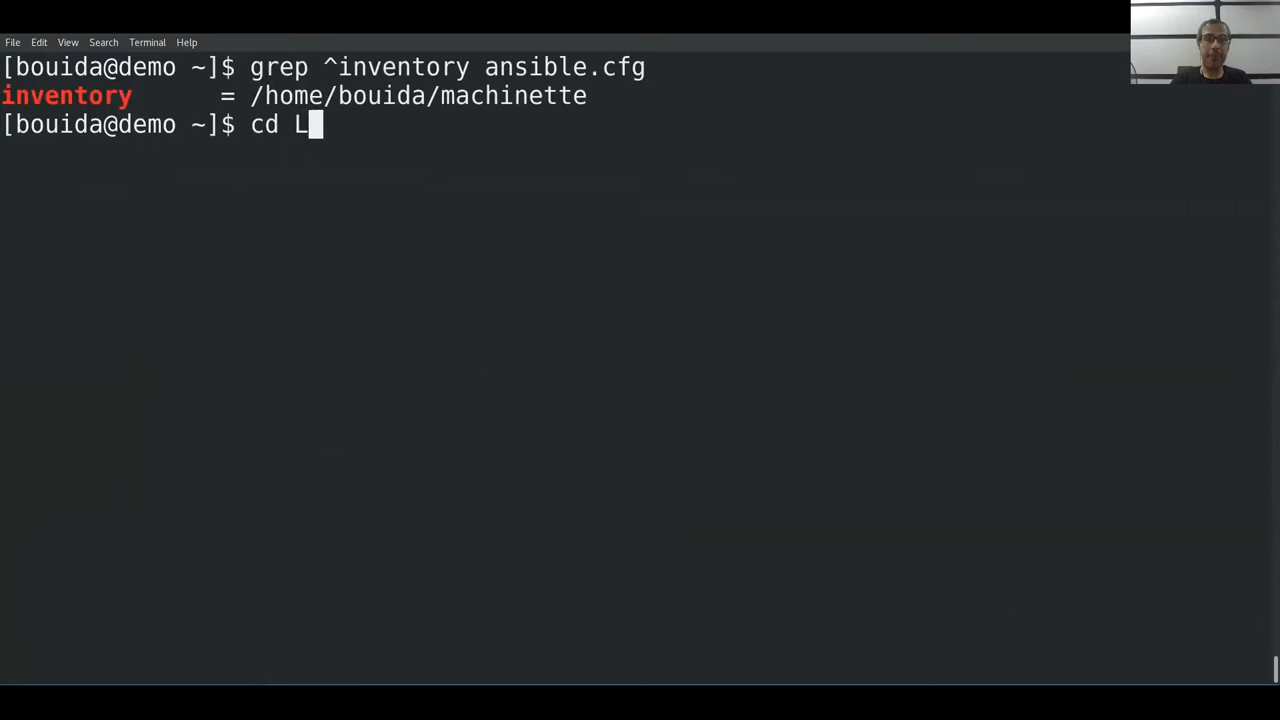 File Edit View Search Terminal Help
[bouida@demo ~]$ grep ^inventory ansible.cfg
inventory      = /home/bouida/machinette
[bouida@demo ~]$ cd L